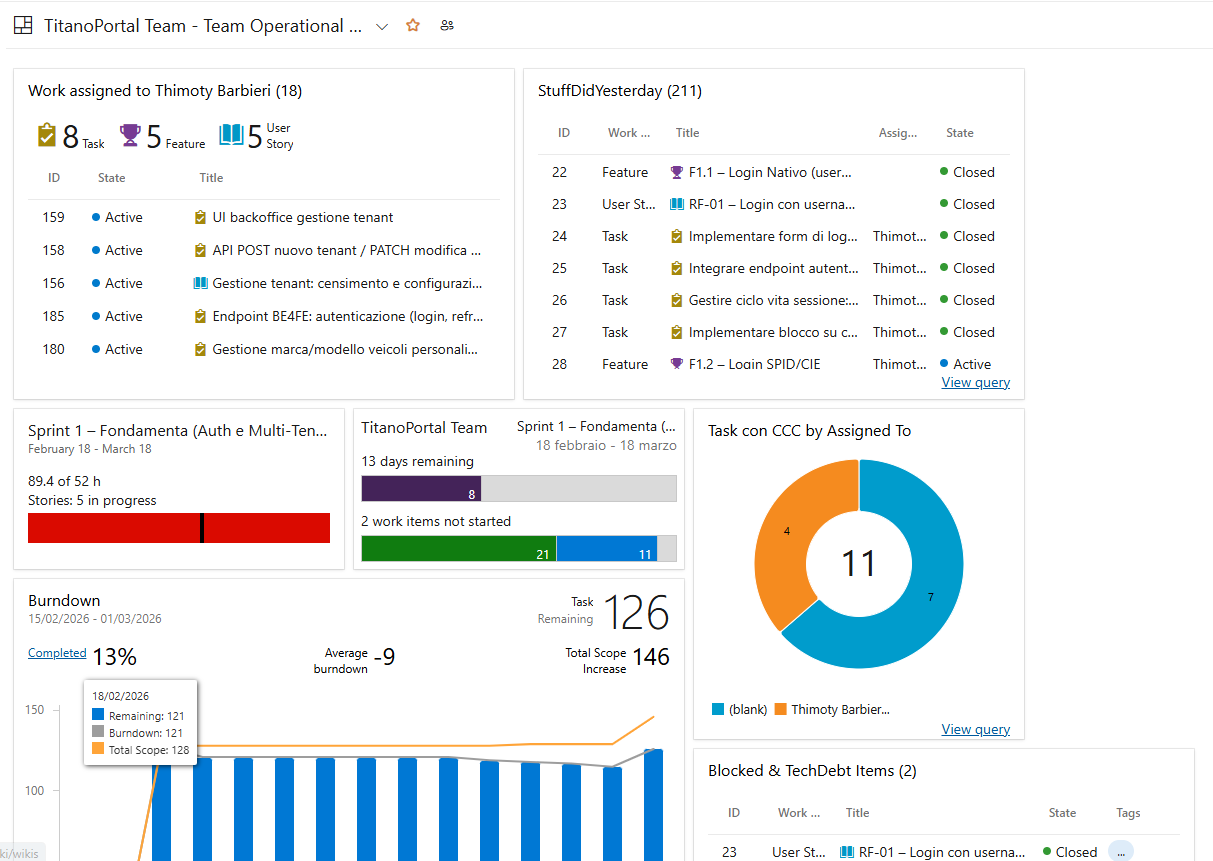 TitanoPortal Team - Team Operational ...
Work assigned to Thimoty Barbieri (18)
8 Task 5 Feature 5 User Story
ID State Title
159 Active UI backoffice gestione tenant
158 Active API POST nuovo tenant / PATCH modifica ...
156 Active Gestione tenant: censimento e configurazi...
185 Active Endpoint BE4FE: autenticazione (login, refr...
180 Active Gestione marca/modello veicoli personali...
StuffDidYesterday (211)
ID Work ... Title Assig... State
22 Feature F1.1 – Login Nativo (user... Closed
23 User St... RF-01 – Login con userna... Closed
24 Task Implementare form di log... Thimot... Closed
25 Task Integrare endpoint autent... Thimot... Closed
26 Task Gestire ciclo vita sessione:... Thimot... Closed
27 Task Implementare blocco su c... Thimot... Closed
28 Feature F1.2 – Login SPID/CIE Thimot... Active
View query
Sprint 1 – Fondamenta (Auth e Multi-Ten...
February 18 - March 18
89.4 of 52 h
Stories: 5 in progress
TitanoPortal Team
Sprint 1 – Fondamenta (...
18 febbraio - 18 marzo
13 days remaining
8
2 work items not started
21 11
Task con CCC by Assigned To
4
11
7
(blank) Thimoty Barbier...
View query
Burndown
15/02/2026 - 01/03/2026
Task Remaining 126
Completed 13%
Average burndown -9
Total Scope Increase 146
18/02/2026
Remaining: 121
Burndown: 121
Total Scope: 128
150
100
Blocked & TechDebt Items (2)
ID Work ... Title State Tags
23 User St... RF-01 – Login con userna... Closed ...
ki/wikis